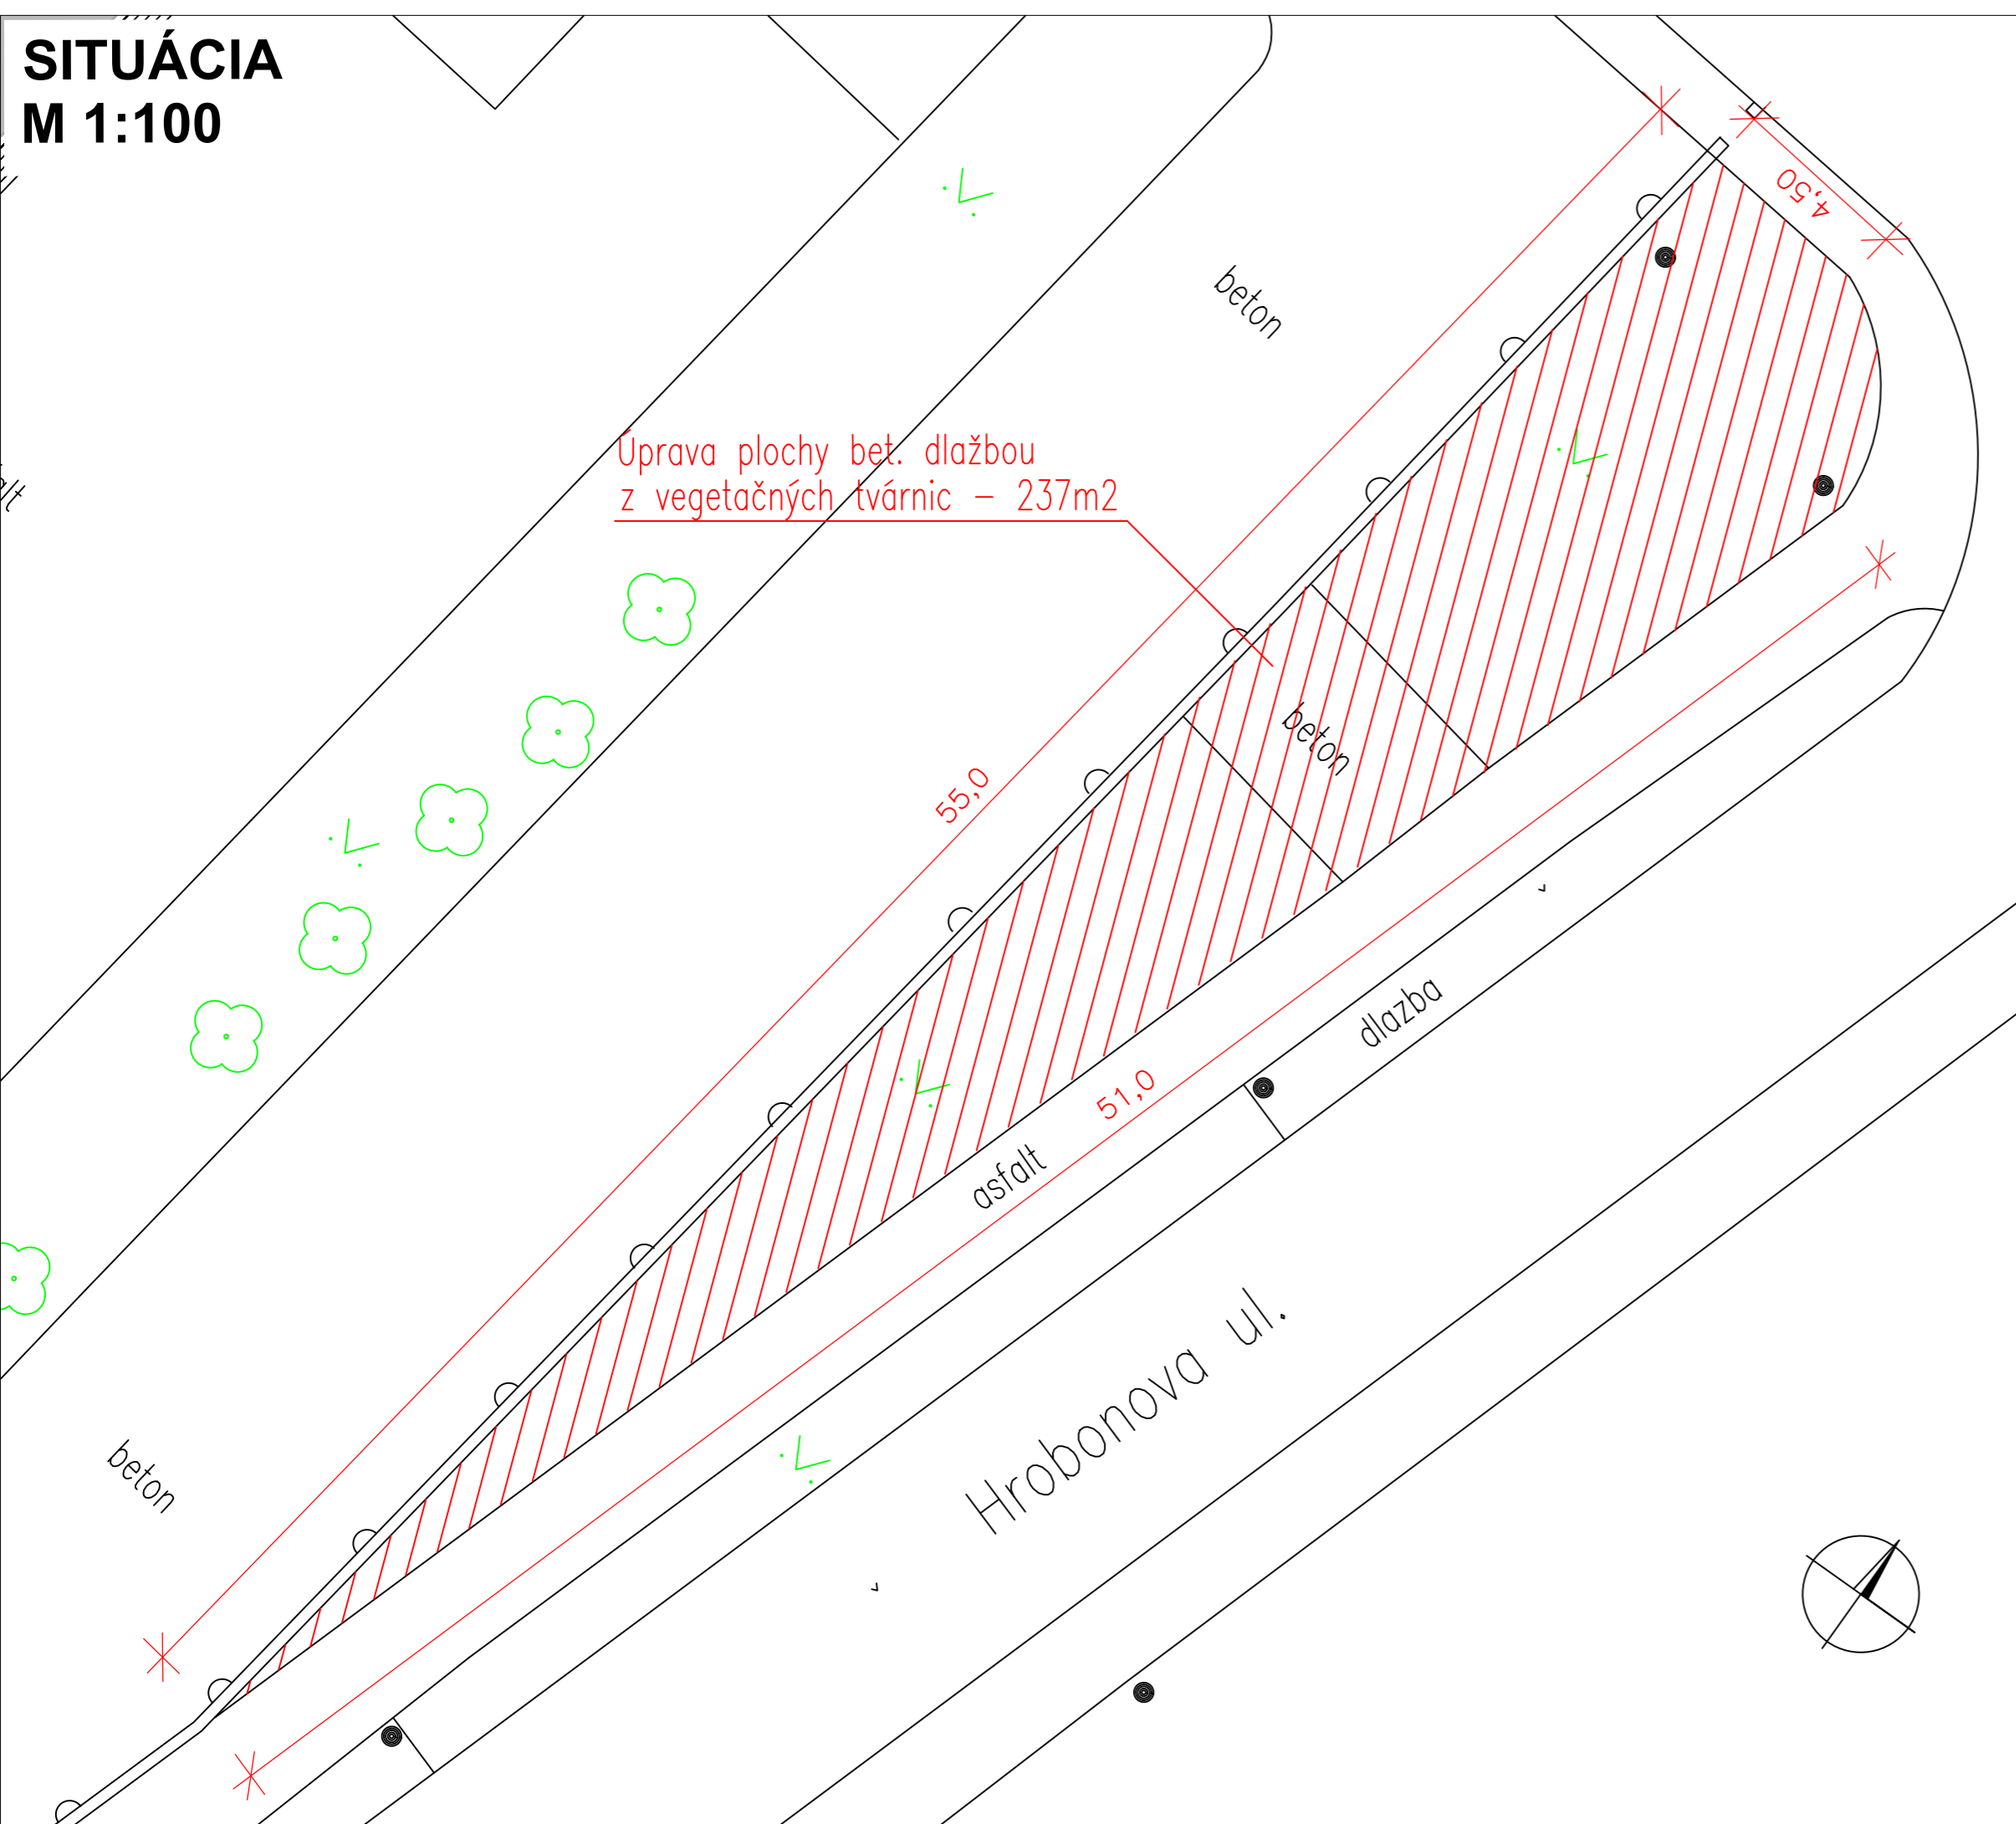 SITUÁCIA
M 1:100
4,50
beton
Úprava plochy bet. dlažbou
z vegetačných tvárnic – 237m2
beton
55,0
dlazba
51,0
asfalt
Hrobonova ul.
beton